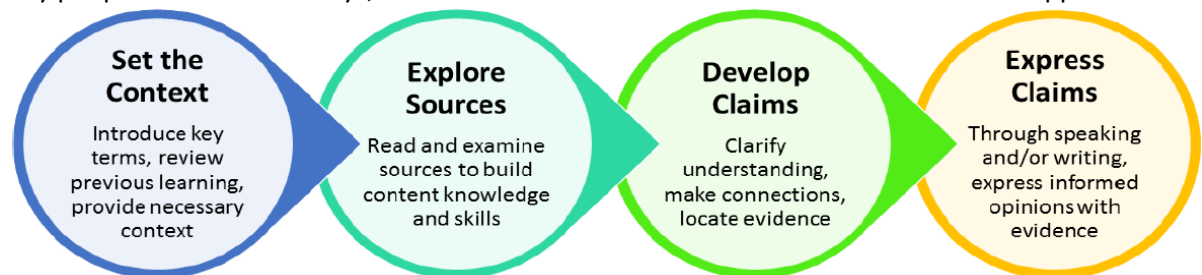 Set the
Context
Introduce key
terms, review
previous learning,
provide necessary
context
Explore
Sources
Read and examine
sources to build
content knowledge
and skills
Develop
Claims
Clarify
understanding,
make connections,
locate evidence
Express
Claims
Through speaking
and/or writing,
express informed
opinions with
evidence